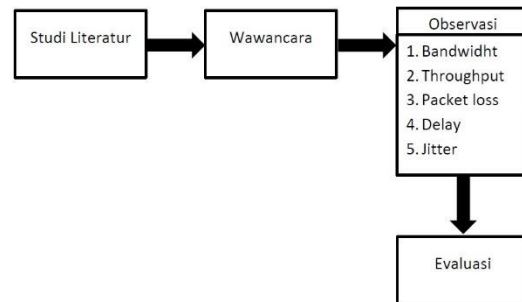 Studi Literatur
Wawancara
Observasi
1. Bandwidht
2. Throughput
3. Packet loss
4. Delay
5. Jitter
Evaluasi